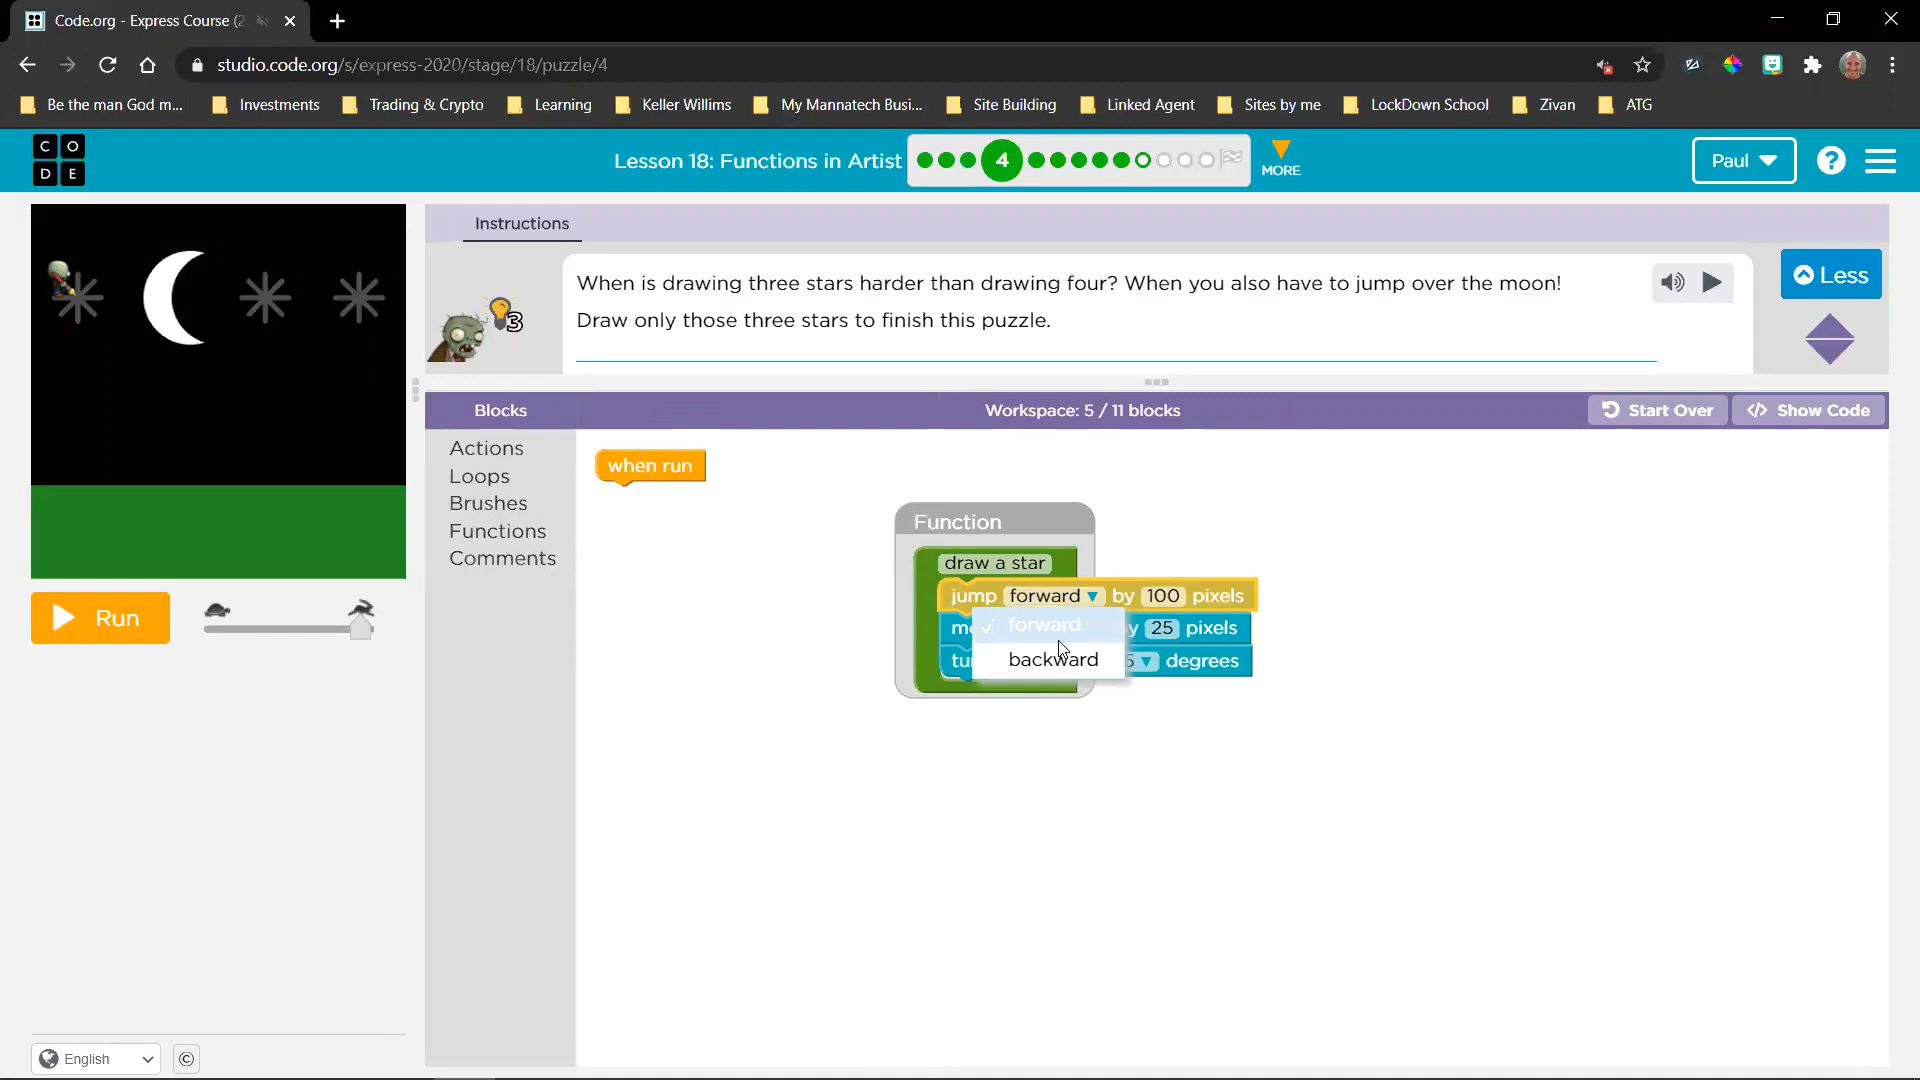 Code.org - Express Course (2
studio.code.org/s/express-2020/stage/18/puzzle/4
Be the man God m... Investments Trading & Crypto Learning Keller Willims My Mannatech Busi... Site Building Linked Agent Sites by me LockDown School Zivan ATG
C O
D E
Lesson 18: Functions in Artist 4 MORE
Paul ?
Instructions
When is drawing three stars harder than drawing four? When you also have to jump over the moon!
Draw only those three stars to finish this puzzle.
3
Less
Blocks
Workspace: 5 / 11 blocks
Start Over
</> Show Code
Actions
Loops
Brushes
Functions
Comments
when run
Function
draw a star
jump forward ▼ by 100 pixels
forward 25 pixels
backward degrees
Run
English ©